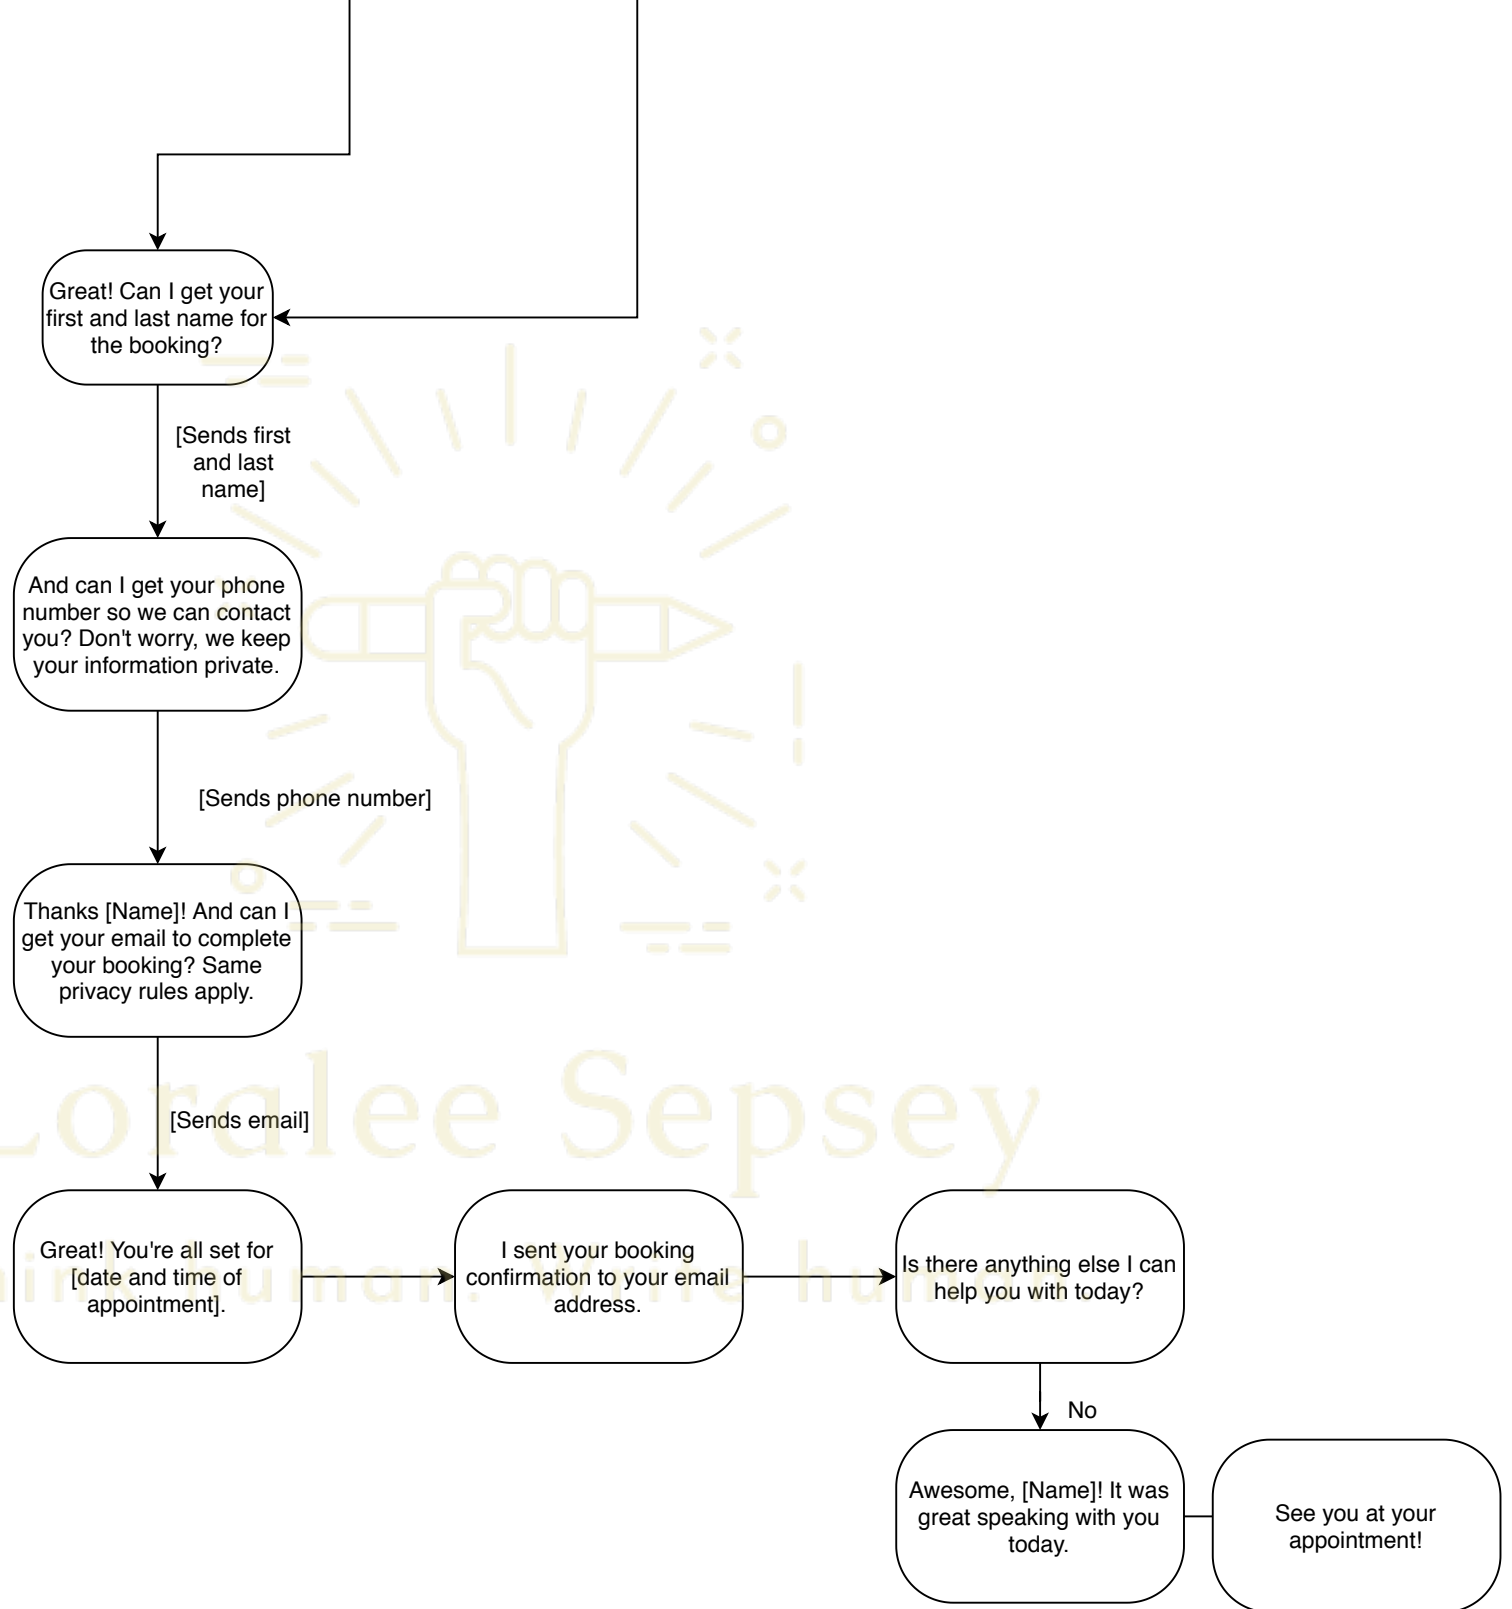 Great! Can I get your
first and last name for
the booking?
[Sends first
and last
name]
And can I get your phone
number so we can contact
you? Don't worry, we keep
your information private.
[Sends phone number]
Thanks [Name]! And can I
get your email to complete
your booking? Same
privacy rules apply.
Loralee Sepsey
[Sends email]
Great! You're all set for
[date and time of
appointment].
I sent your booking
confirmation to your email
address.
Is there anything else I can
help you with today?
ink human. Write human.
No
Awesome, [Name]! It was
great speaking with you
today.
See you at your
appointment!